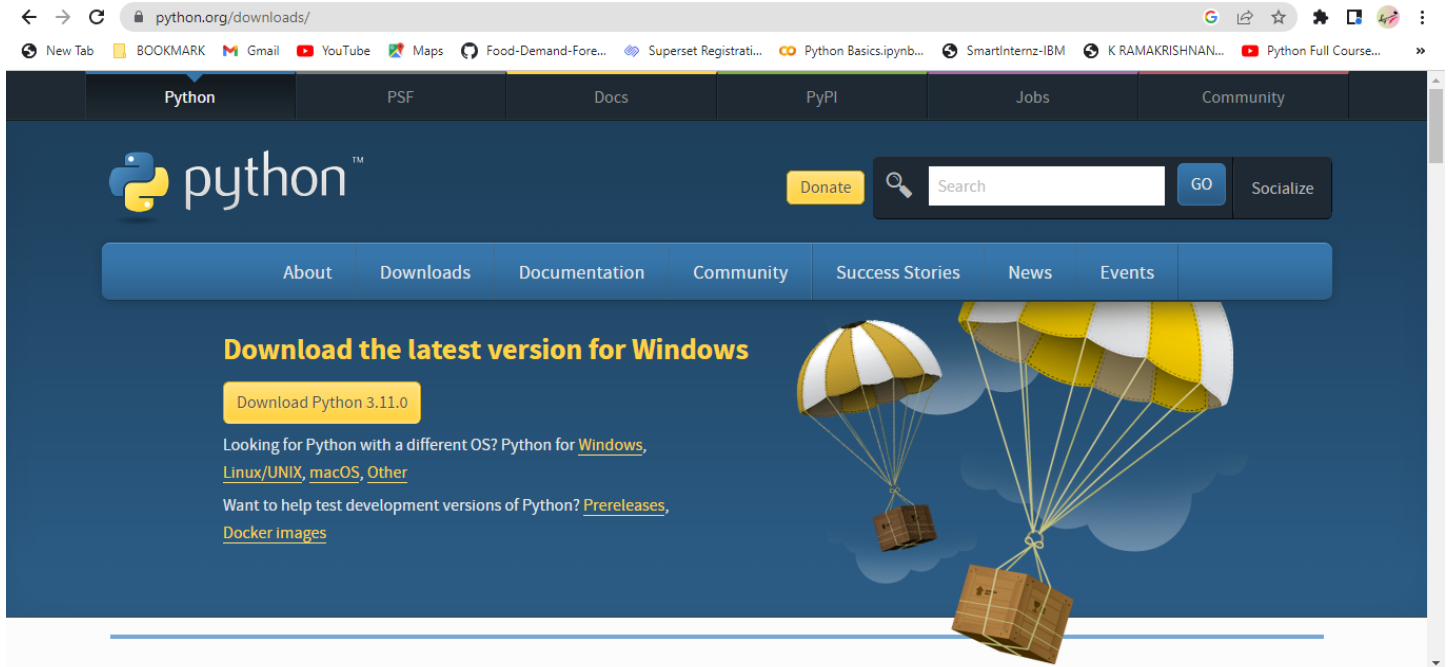 python.org/downloads/
New Tab BOOKMARK Gmail YouTube Maps Food-Demand-Fore... Superset Registrati... Python Basics.ipynb... SmartInternz-IBM K RAMAKRISHNAN... Python Full Course... »
Python PSF Docs PyPI Jobs Community
python™
Donate Search GO Socialize
About Downloads Documentation Community Success Stories News Events
Download the latest version for Windows
Download Python 3.11.0
Looking for Python with a different OS? Python for Windows,
Linux/UNIX, macOS, Other
Want to help test development versions of Python? Prereleases,
Docker images